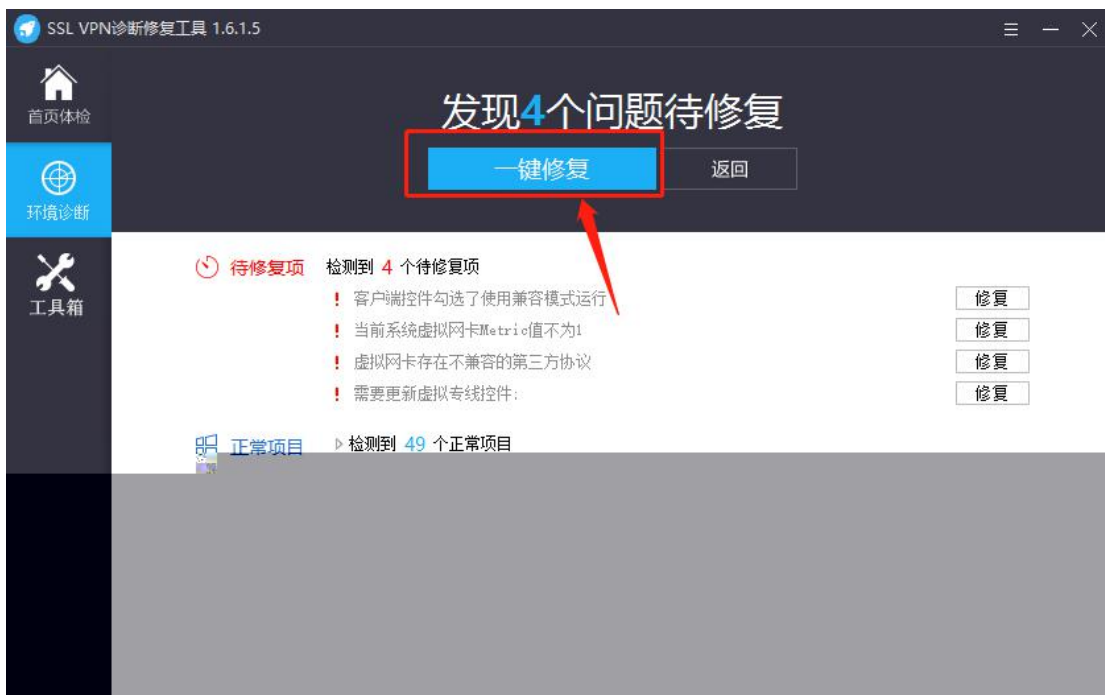 SSL VPN诊断修复工具 1.6.1.5
首页体检
环境诊断
工具箱
发现4个问题待修复
一键修复 返回
待修复项 检测到 4 个待修复项
! 客户端控件勾选了使用兼容模式运行 修复
! 当前系统虚拟网卡Metric值不为1 修复
! 虚拟网卡存在不兼容的第三方协议 修复
! 需要更新虚拟专线控件: 修复
正常项目 检测到 49 个正常项目